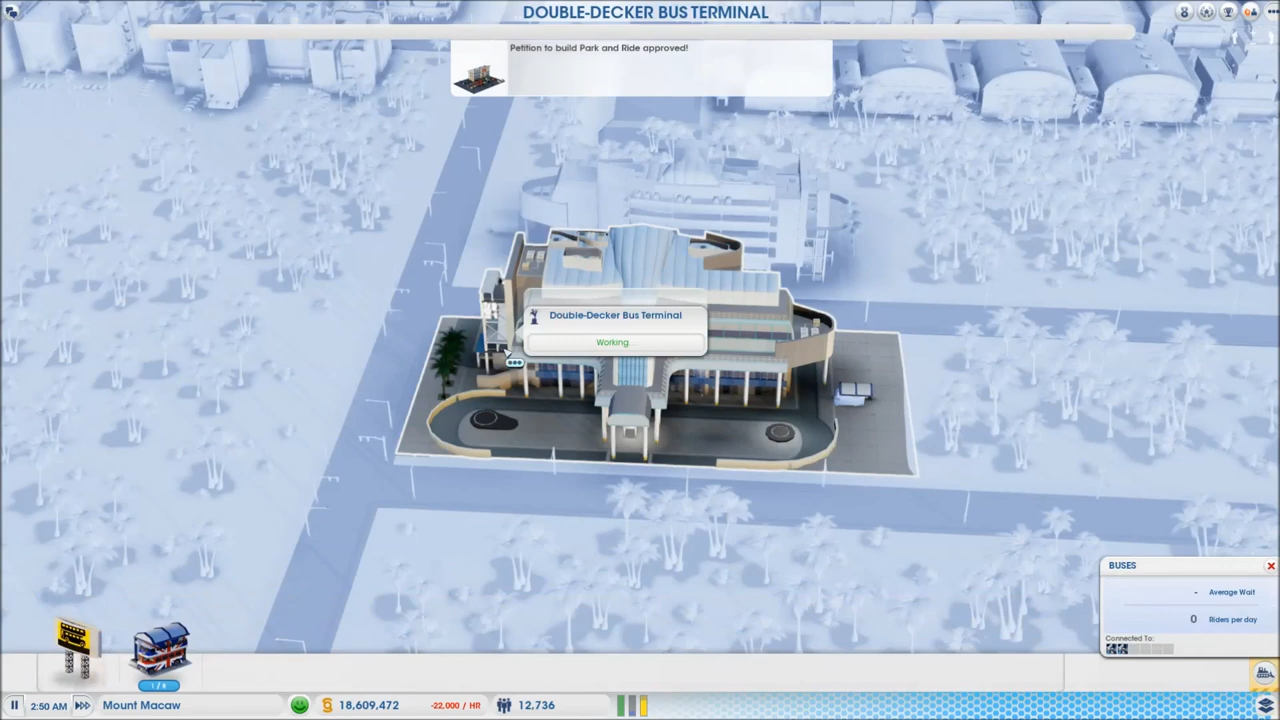 DOUBLE-DECKER BUS TERMINAL
Petition to build Park and Ride approved!
Double-Decker Bus Terminal
Working...
BUSES
- Average Wait
0 Riders per day
Connected To:
1 / 8
2:50 AM
Mount Macaw
18,609,472
-22,000 / HR
12,736